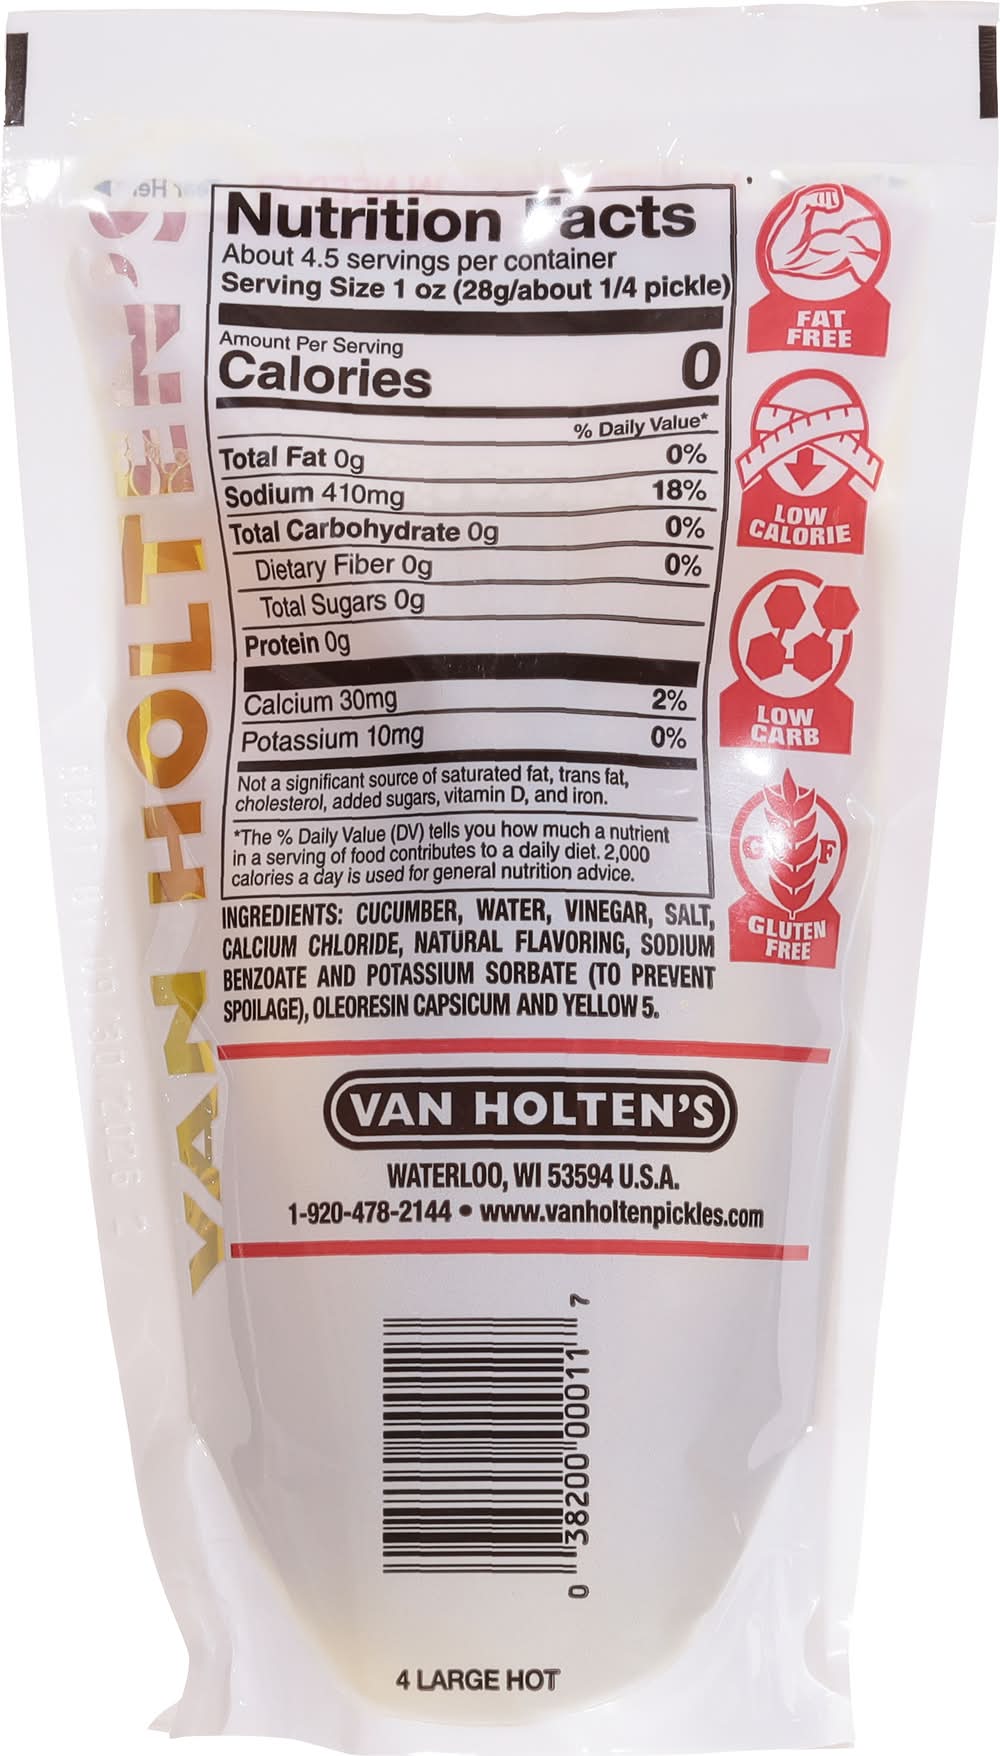 Nutrition Facts
About 4.5 servings per container
Serving Size 1 oz (28g/about 1/4 pickle)
Amount Per Serving
Calories 0
% Daily Value*
Total Fat 0g 0%
Sodium 410mg 18%
Total Carbohydrate 0g 0%
Dietary Fiber 0g 0%
Total Sugars 0g
Protein 0g
Calcium 30mg 2%
Potassium 10mg 0%
Not a significant source of saturated fat, trans fat,
cholesterol, added sugars, vitamin D, and iron.
*The % Daily Value (DV) tells you how much a nutrient
in a serving of food contributes to a daily diet. 2,000
calories a day is used for general nutrition advice.
INGREDIENTS: CUCUMBER, WATER, VINEGAR, SALT,
CALCIUM CHLORIDE, NATURAL FLAVORING, SODIUM
BENZOATE AND POTASSIUM SORBATE (TO PREVENT
SPOILAGE), OLEORESIN CAPSICUM AND YELLOW 5.
FAT
FREE
LOW
CALORIE
LOW
CARB
G F
GLUTEN
FREE
VAN HOLTEN'S
VAN HOLTEN'S
WATERLOO, WI 53594 U.S.A.
1-920-478-2144 • www.vanholtenpickles.com
0 38200 00011 7
4 LARGE HOT